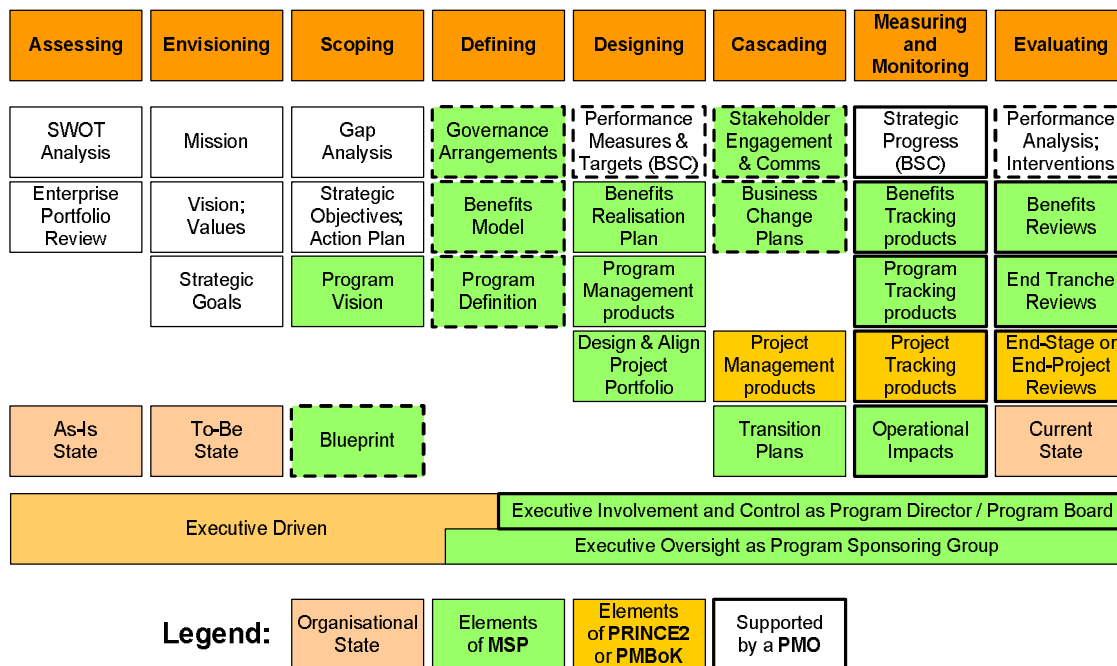 Assessing
Envisioning
Scoping
Defining
Designing
Cascading
Measuring
and
Monitoring
Evaluating
SWOT
Analysis
Mission
Gap
Analysis
Governance
Arrangements
Performance
Measures &
Targets (BSC)
Stakeholder
Engagement
& Comms
Strategic
Progress
(BSC)
Performance
Analysis;
Interventions
Enterprise
Portfolio
Review
Vision;
Values
Strategic
Objectives;
Action Plan
Benefits
Model
Benefits
Realisation
Plan
Business
Change
Plans
Benefits
Tracking
products
Benefits
Reviews
Strategic
Goals
Program
Vision
Program
Definition
Program
Management
products
Program
Tracking
products
End Tranche
Reviews
Design & Align
Project
Portfolio
Project
Management
products
Project
Tracking
products
End-Stage or
End-Project
Reviews
As-Is
State
To-Be
State
Blueprint
Transition
Plans
Operational
Impacts
Current
State
Executive Driven
Executive Involvement and Control as Program Director / Program Board
Executive Oversight as Program Sponsoring Group
Legend:
Organisational
State
Elements
of MSP
Elements
of PRINCE2
or PMBoK
Supported
by a PMO